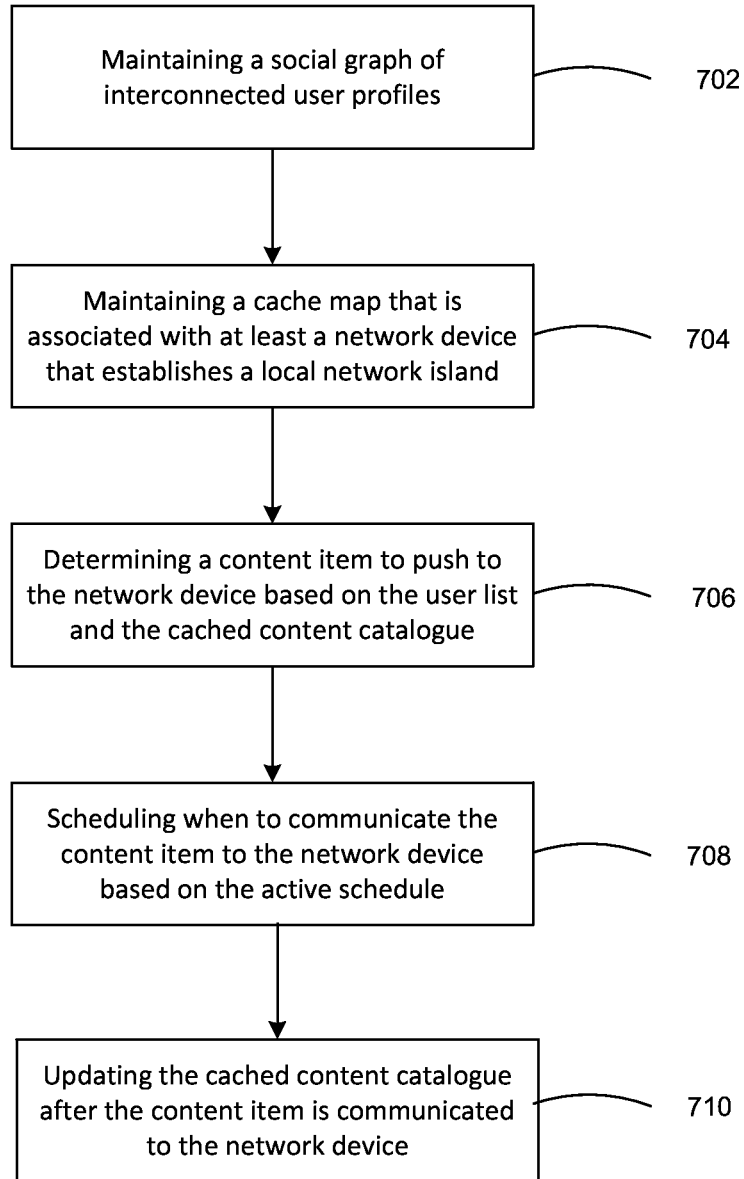 Maintaining a social graph of
interconnected user profiles
702
Maintaining a cache map that is
associated with at least a network device
that establishes a local network island
704
Determining a content item to push to
the network device based on the user list
and the cached content catalogue
706
Scheduling when to communicate the
content item to the network device
based on the active schedule
708
Updating the cached content catalogue
after the content item is communicated
to the network device
710